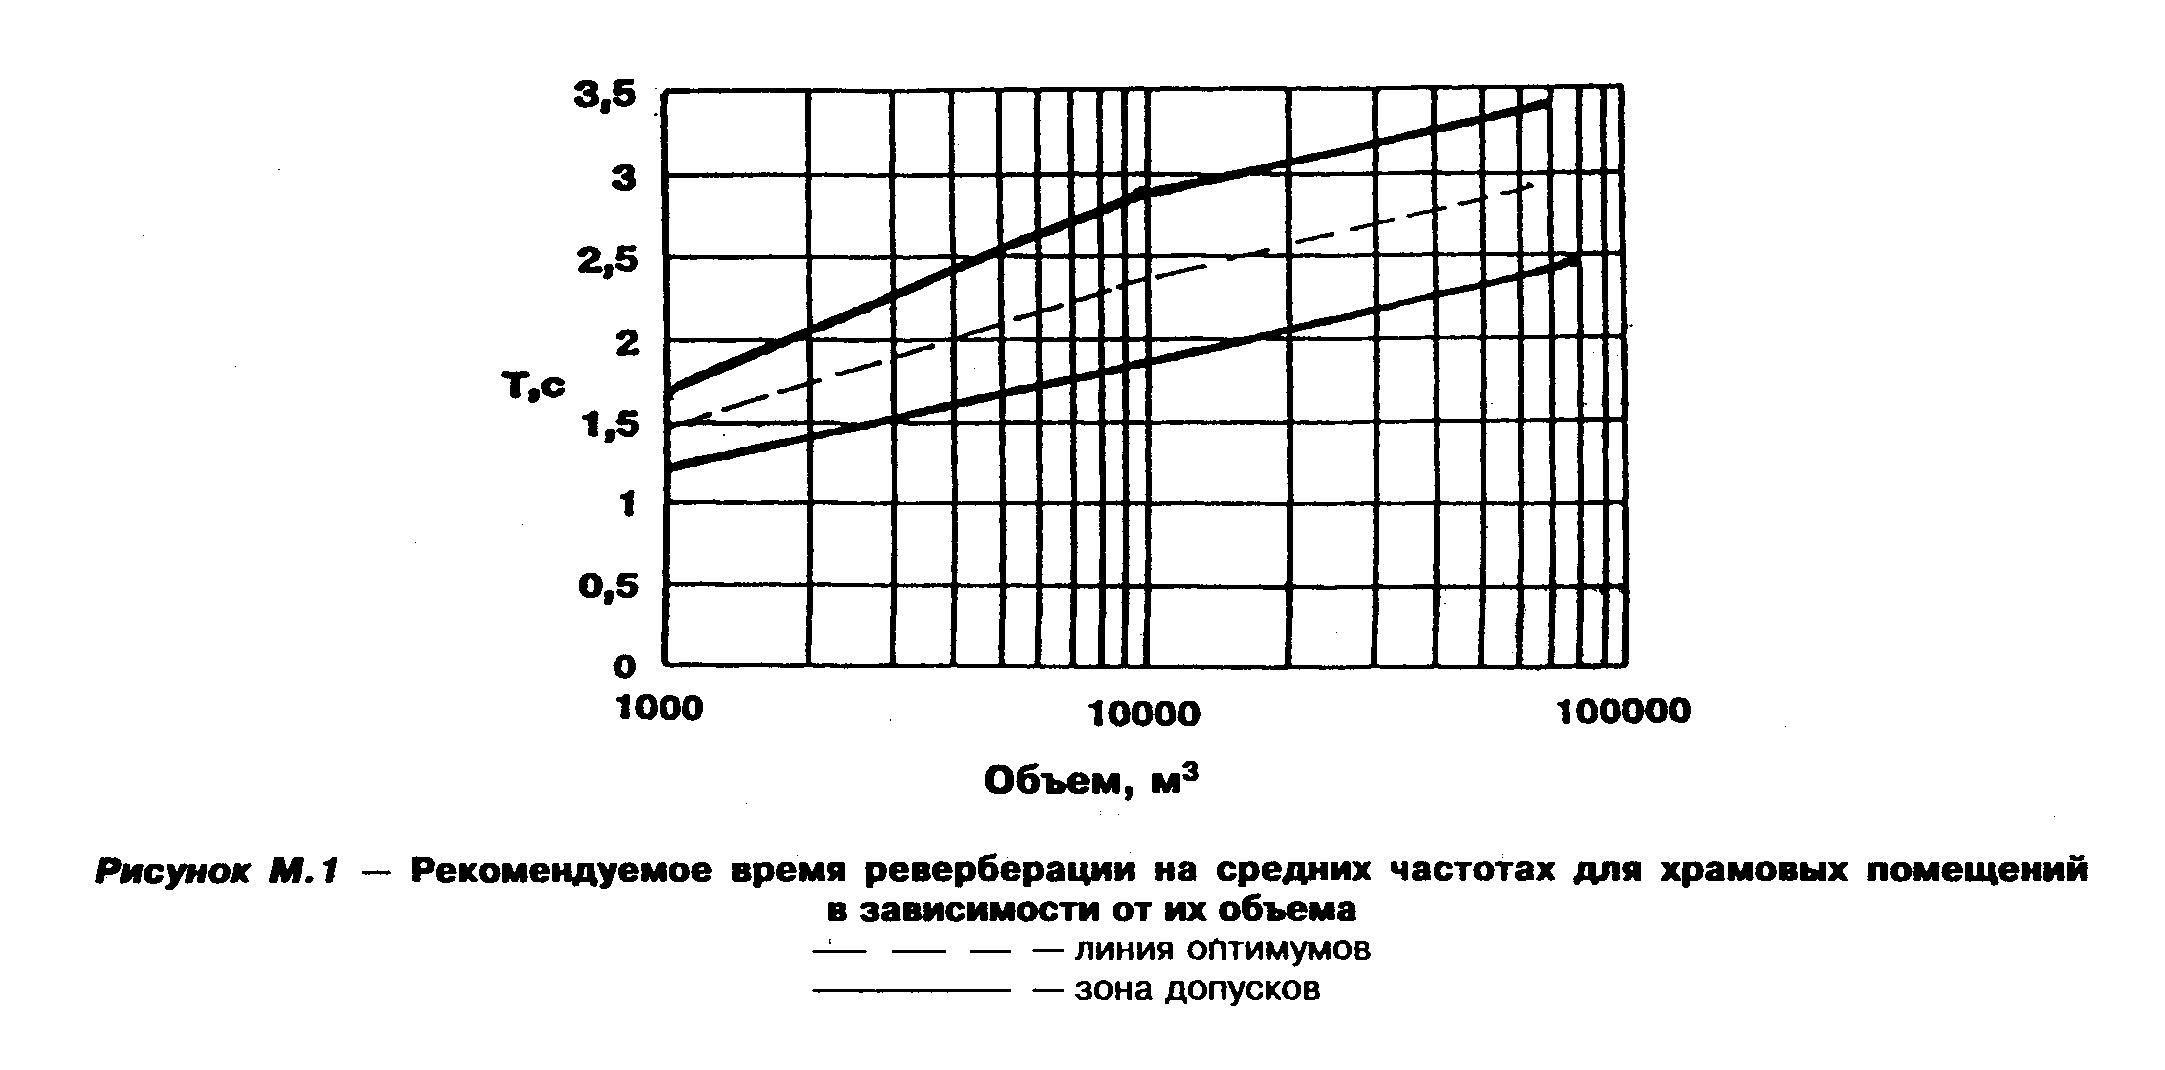 3,5
3
2,5
2
Т,с
1,5
1
0,5
0
1000
10000
100000
Объем, м³
Рисунок М.1 — Рекомендуемое время реверберации на средних частотах для храмовых помещений
в зависимости от их объема
— — — — линия оптимумов
——— — зона допусков